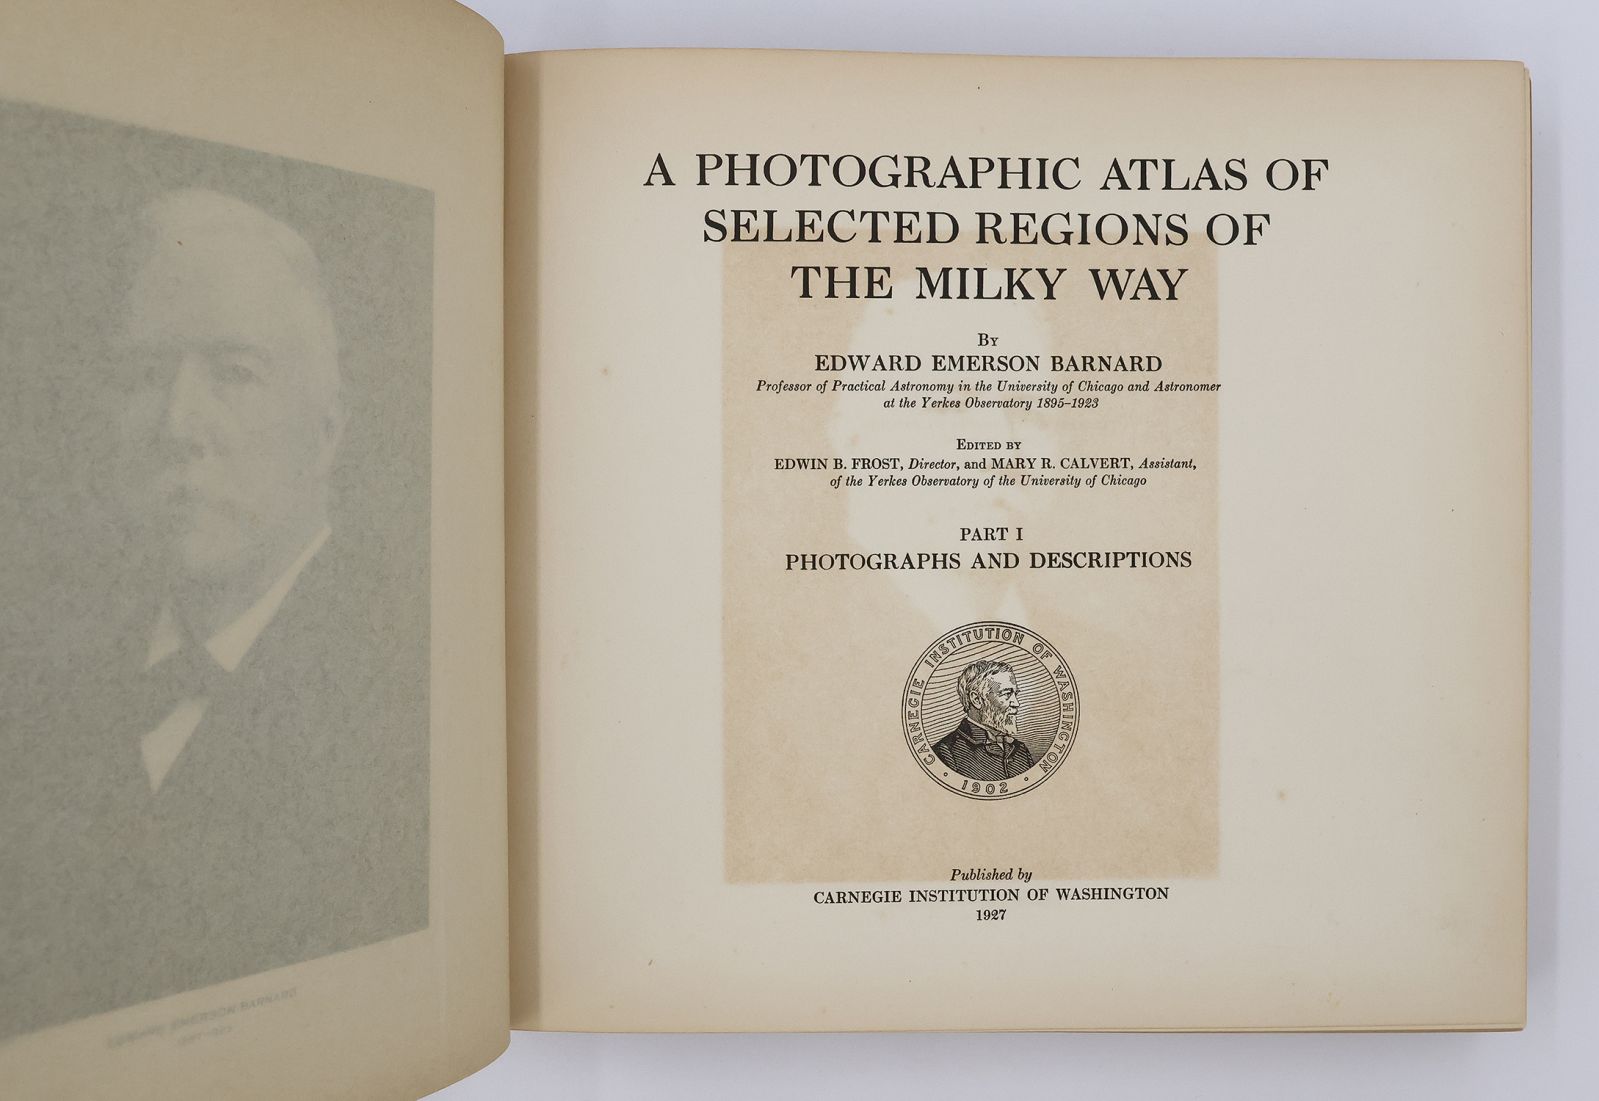 EDWARD EMERSON BARNARD
A PHOTOGRAPHIC ATLAS OF
SELECTED REGIONS OF
THE MILKY WAY
By
EDWARD EMERSON BARNARD
Professor of Practical Astronomy in the University of Chicago and Astronomer
at the Yerkes Observatory 1895–1923
Edited by
EDWIN B. FROST, Director, and MARY R. CALVERT, Assistant,
of the Yerkes Observatory of the University of Chicago
PART I
PHOTOGRAPHS AND DESCRIPTIONS
CARNEGIE INSTITUTION OF WASHINGTON
· 1902 ·
Published by
CARNEGIE INSTITUTION OF WASHINGTON
1927